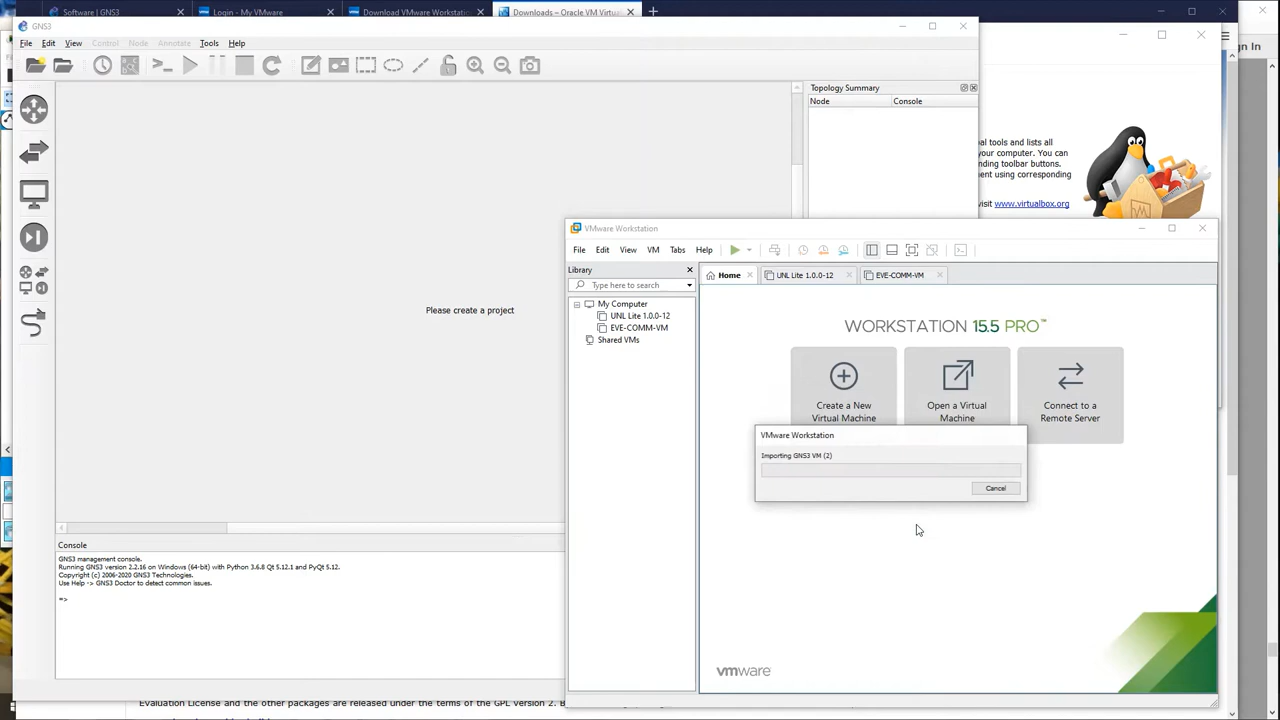 Software | GNS3
Login - My VMware
Download VMware Workstatio
Downloads – Oracle VM Virtua
GNS3
File Edit View Control Node Annotate Tools Help
Topology Summary
Node Console
Please create a project
ign In
al tools and lists all
your computer. You can
nding toolbar buttons.
ent using corresponding
visit www.virtualbox.org
VMware Workstation
File Edit View VM Tabs Help
Library
Type here to search
My Computer
UNL Lite 1.0.0-12
EVE-COMM-VM
Shared VMs
Home
UNL Lite 1.0.0-12
EVE-COMM-VM
WORKSTATION 15.5 PRO™
Create a New
Virtual Machine
Open a Virtual
Machine
Connect to a
Remote Server
VMware Workstation
Importing GNS3 VM (2)
Cancel
vmware
Console
GNS3 management console.
Running GNS3 version 2.2.16 on Windows (64-bit) with Python 3.6.8 Qt 5.12.1 and PyQt 5.12.
Copyright (c) 2006-2020 GNS3 Technologies.
Use Help -> GNS3 Doctor to detect common issues.
=>
Evaluation License and the other packages are released under the terms of the GPL version 2. B